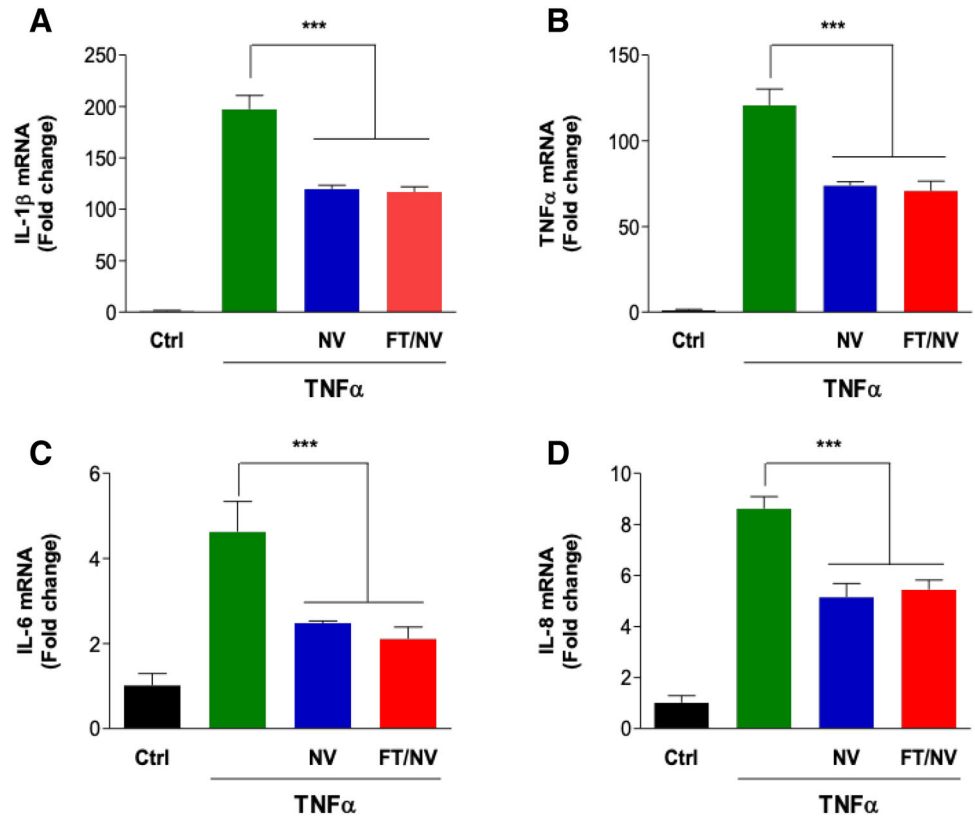 A
***
250
200
150
100
50
0
IL-1β mRNA
(Fold change)
Ctrl
NV
FT/NV
TNFα
B
***
150
100
50
0
TNFα mRNA
(Fold change)
Ctrl
NV
FT/NV
TNFα
C
***
6
4
2
0
IL-6 mRNA
(Fold change)
Ctrl
NV
FT/NV
TNFα
D
***
10
8
6
4
2
0
IL-8 mRNA
(Fold change)
Ctrl
NV
FT/NV
TNFα